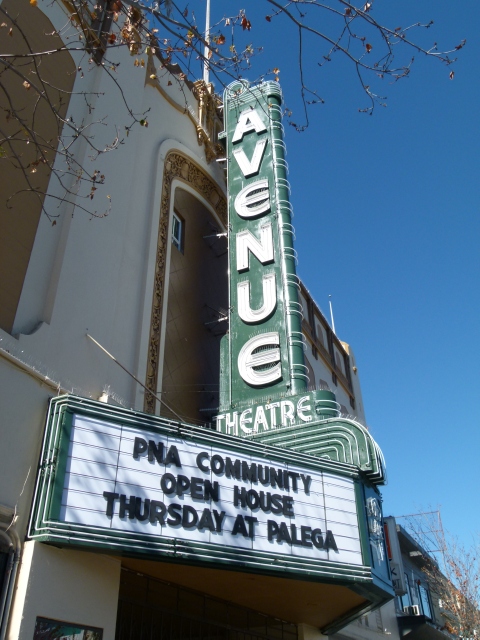 AVENUE
THEATRE
PNA COMMUNITY
OPEN HOUSE
THURSDAY AT PALEGA